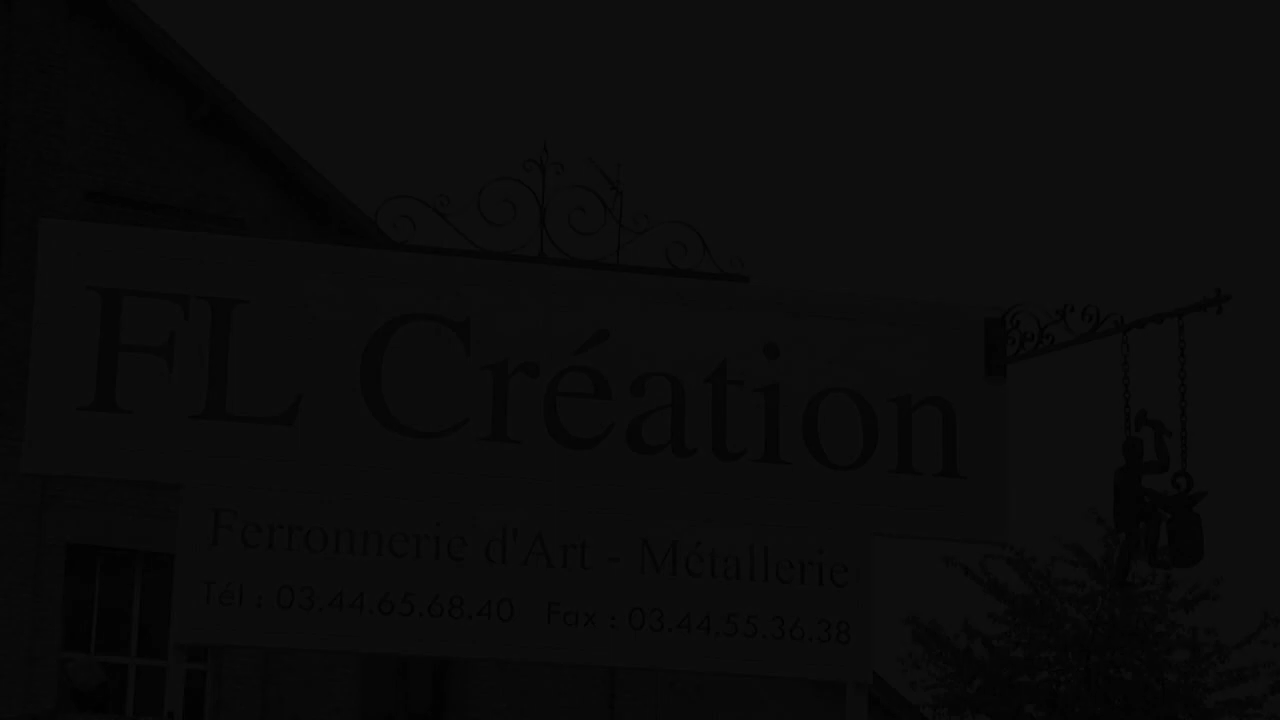 FL Création
Ferronnerie d'Art - Métallerie
Tél : 03.44.65.68.40 Fax : 03.44.55.36.38